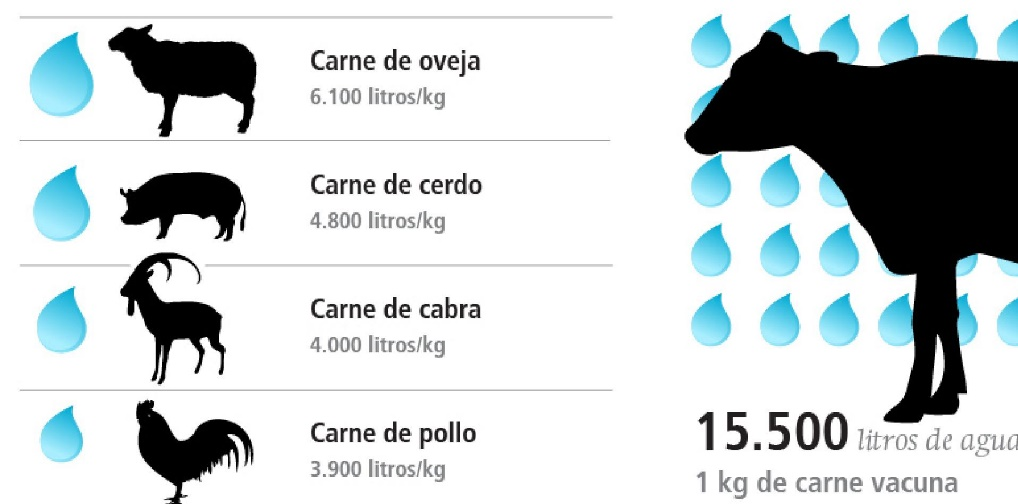 Carne de oveja
6.100 litros/kg
Carne de cerdo
4.800 litros/kg
Carne de cabra
4.000 litros/kg
Carne de pollo
3.900 litros/kg
15.500 litros de agua
1 kg de carne vacuna